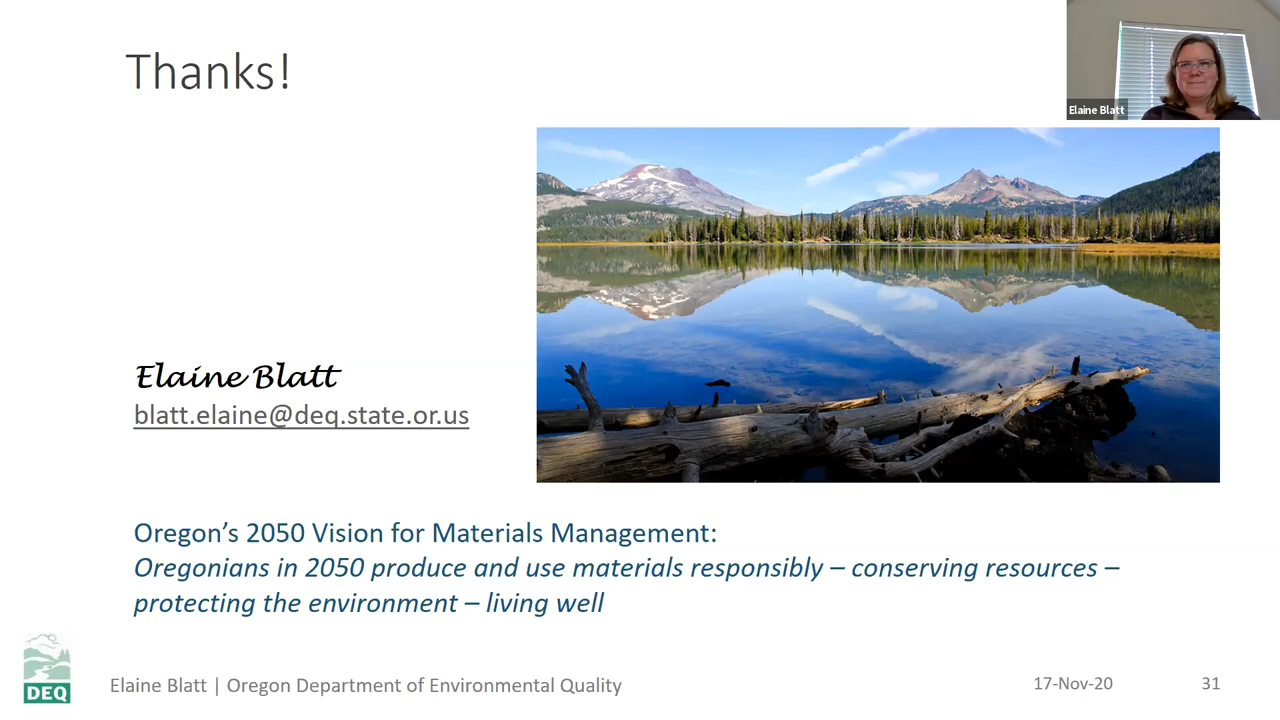 Thanks!
Elaine Blatt
Elaine Blatt
blatt.elaine@deq.state.or.us
Oregon’s 2050 Vision for Materials Management:
Oregonians in 2050 produce and use materials responsibly – conserving resources –
protecting the environment – living well
DEQ
Elaine Blatt | Oregon Department of Environmental Quality
17-Nov-20
31